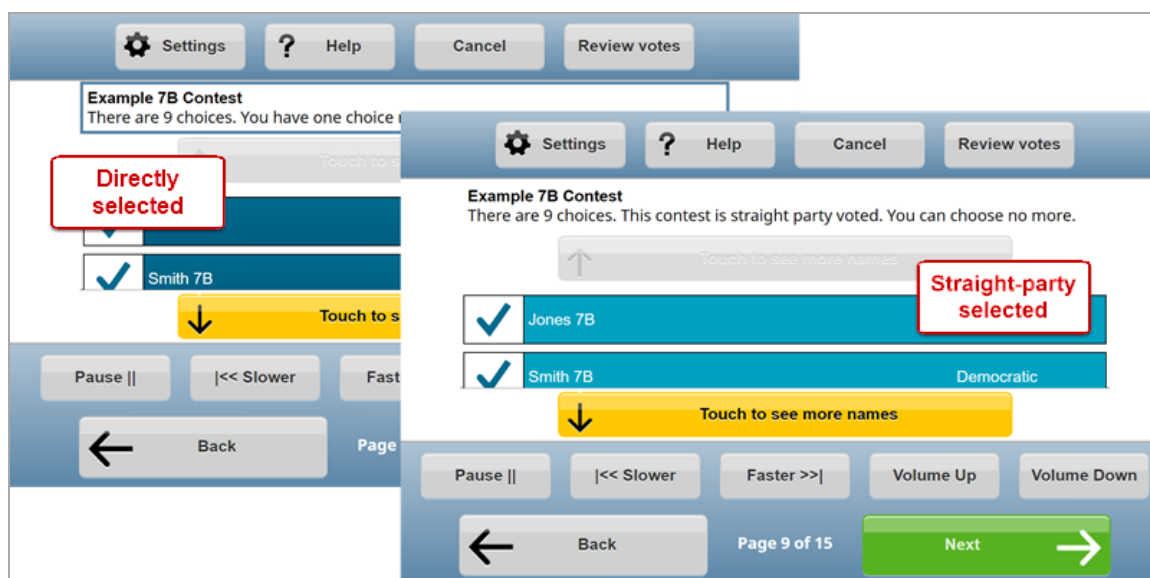 Settings
? Help
Cancel
Review votes
Example 7B Contest
There are 9 choices. You have one choice
Touch to s
Directly
selected
Smith 7B
Touch to s
Pause ||
|<< Slower
Fast
Back
Page
Settings
? Help
Cancel
Review votes
Example 7B Contest
There are 9 choices. This contest is straight party voted. You can choose no more.
Touch to see more names
Straight-party
selected
Jones 7B
Smith 7B Democratic
Touch to see more names
Pause ||
|<< Slower
Faster >>|
Volume Up
Volume Down
Back
Page 9 of 15
Next